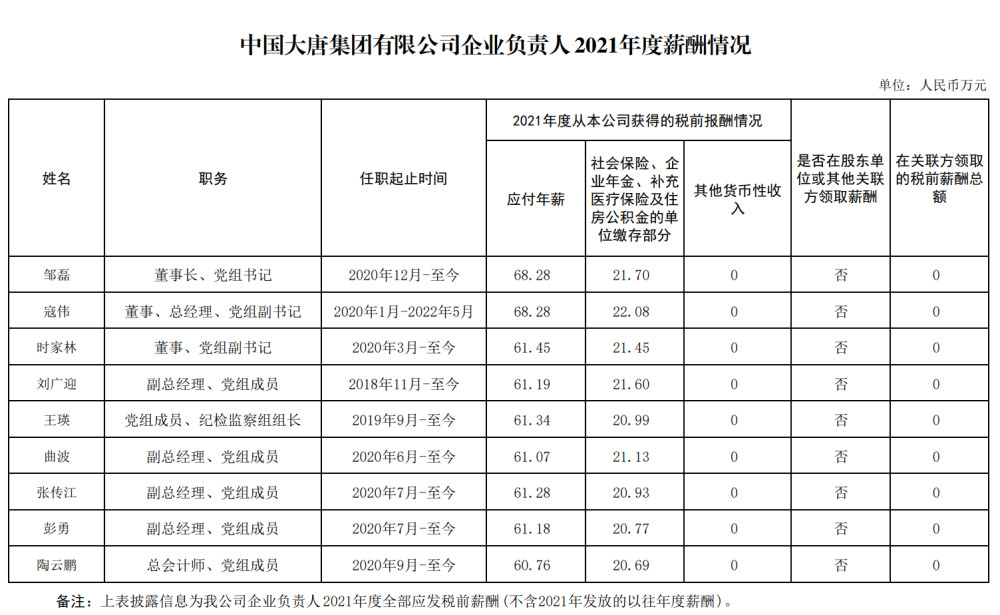 中国大唐集团有限公司企业负责人2021年度薪酬情况
单位：人民币万元
姓名 职务 任职起止时间 2021年度从本公司获得的税前报酬情况 是否在股东单位或其他关联方领取薪酬 在关联方领取的税前薪酬总额
应付年薪 社会保险、企业年金、补充医疗保险及住房公积金的单位缴存部分 其他货币性收入
邹磊 董事长、党组书记 2020年12月-至今 68.28 21.70 0 否 0
寇伟 董事、总经理、党组副书记 2020年1月-2022年5月 68.28 22.08 0 否 0
时家林 董事、党组副书记 2020年3月-至今 61.45 21.45 0 否 0
刘广迎 副总经理、党组成员 2018年11月-至今 61.19 21.60 0 否 0
王瑛 党组成员、纪检监察组组长 2019年9月-至今 61.34 20.99 0 否 0
曲波 副总经理、党组成员 2020年6月-至今 61.07 21.13 0 否 0
张传江 副总经理、党组成员 2020年7月-至今 61.28 20.93 0 否 0
彭勇 副总经理、党组成员 2020年7月-至今 61.18 20.77 0 否 0
陶云鹏 总会计师、党组成员 2020年9月-至今 60.76 20.69 0 否 0
备注：上表披露信息为我公司企业负责人2021年度全部应发税前薪酬(不含2021年发放的以往年度薪酬)。